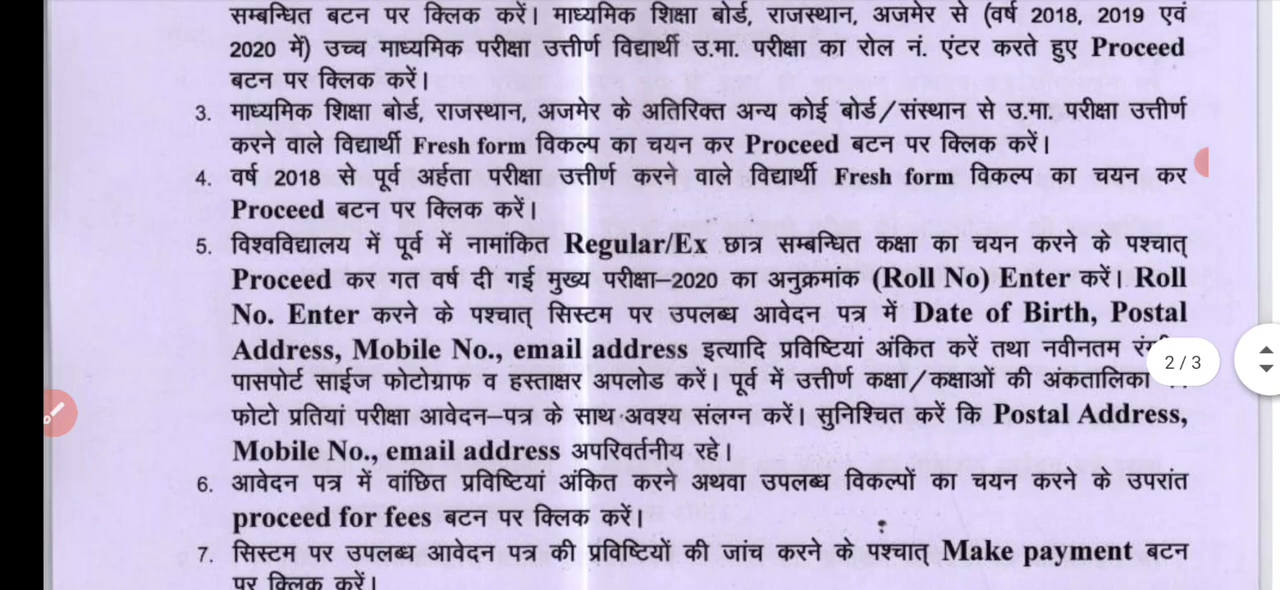 सम्बन्धित बटन पर क्लिक करें। माध्यमिक शिक्षा बोर्ड, राजस्थान, अजमेर से (वर्ष 2018, 2019 एवं
2020 में) उच्च माध्यमिक परीक्षा उत्तीर्ण विद्यार्थी उ.मा. परीक्षा का रोल नं. एंटर करते हुए Proceed
बटन पर क्लिक करें।
3. माध्यमिक शिक्षा बोर्ड, राजस्थान, अजमेर के अतिरिक्त अन्य कोई बोर्ड/संस्थान से उ.मा. परीक्षा उत्तीर्ण
करने वाले विद्यार्थी Fresh form विकल्प का चयन कर Proceed बटन पर क्लिक करें।
4. वर्ष 2018 से पूर्व अर्हता परीक्षा उत्तीर्ण करने वाले विद्यार्थी Fresh form विकल्प का चयन कर
Proceed बटन पर क्लिक करें।
5. विश्वविद्यालय में पूर्व में नामांकित Regular/Ex छात्र सम्बन्धित कक्षा का चयन करने के पश्चात्
Proceed कर गत वर्ष दी गई मुख्य परीक्षा–2020 का अनुक्रमांक (Roll No) Enter करें। Roll
No. Enter करने के पश्चात् सिस्टम पर उपलब्ध आवेदन पत्र में Date of Birth, Postal
Address, Mobile No., email address इत्यादि प्रविष्टियां अंकित करें तथा नवीनतम
पासपोर्ट साईज फोटोग्राफ व हस्ताक्षर अपलोड करें। पूर्व में उत्तीर्ण कक्षा/कक्षाओं की अंकतालिका
2 / 3
फोटो प्रतियां परीक्षा आवेदन–पत्र के साथ अवश्य संलग्न करें। सुनिश्चित करें कि Postal Address,
Mobile No., email address अपरिवर्तनीय रहे।
6. आवेदन पत्र में वांछित प्रविष्टियां अंकित करने अथवा उपलब्ध विकल्पों का चयन करने के उपरांत
proceed for fees बटन पर क्लिक करें।
7. सिस्टम पर उपलब्ध आवेदन पत्र की प्रविष्टियों की जांच करने के पश्चात् Make payment बटन
पर क्लिक करें।